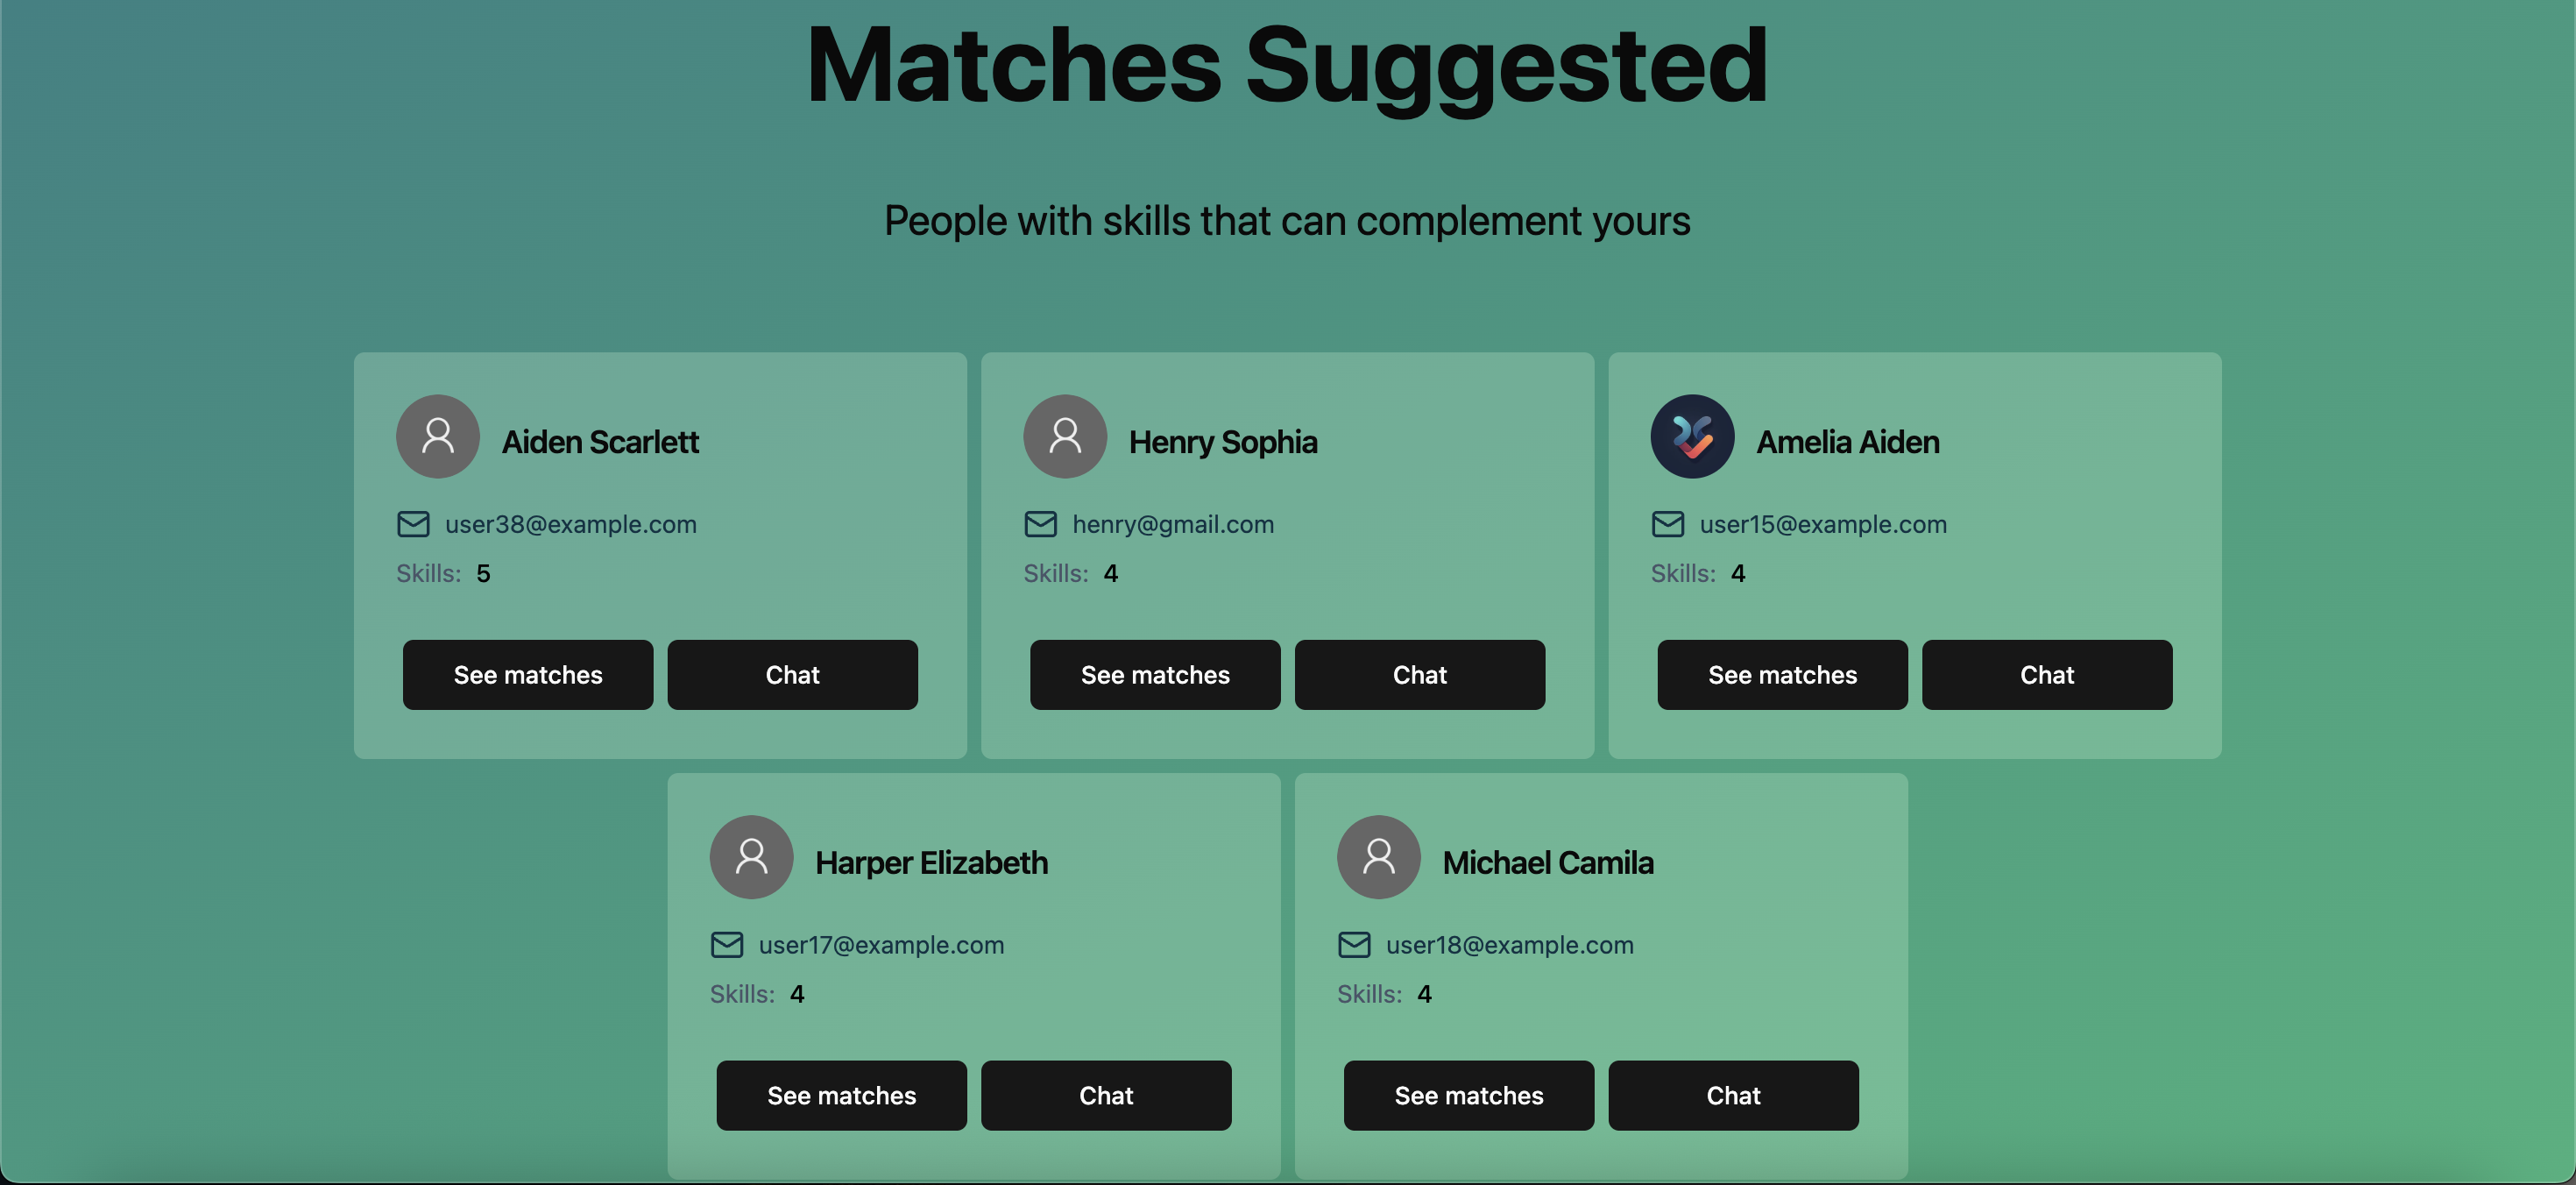 Matches Suggested
People with skills that can complement yours
Aiden Scarlett
user38@example.com
Skills: 5
See matches Chat
Henry Sophia
henry@gmail.com
Skills: 4
See matches Chat
Amelia Aiden
user15@example.com
Skills: 4
See matches Chat
Harper Elizabeth
user17@example.com
Skills: 4
See matches Chat
Michael Camila
user18@example.com
Skills: 4
See matches Chat